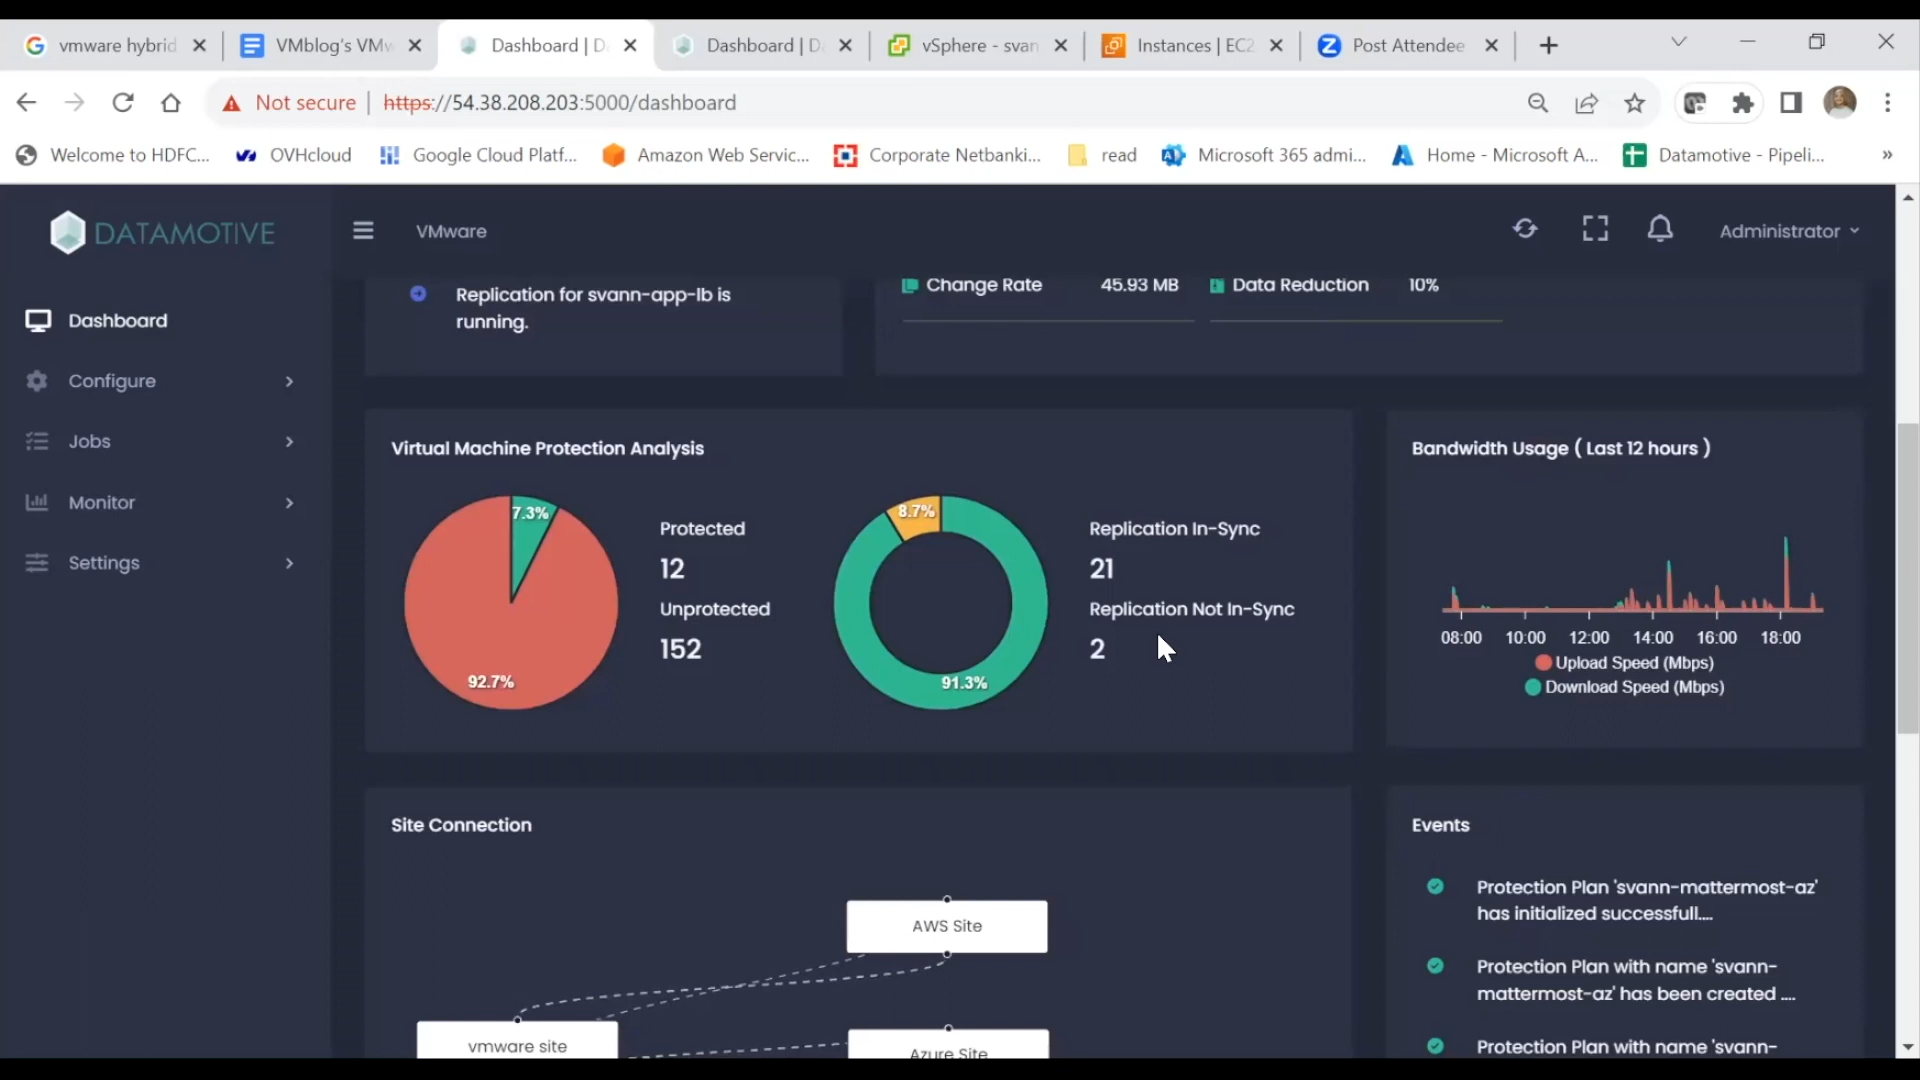 vmware hybrid
VMblog's VMw
Dashboard | D
Dashboard | D
vSphere - svan
Instances | EC2
Post Attendee
Not secure
https://54.38.208.203:5000/dashboard
Welcome to HDFC...
OVHcloud
Google Cloud Platf...
Amazon Web Servic...
Corporate Netbanki...
read
Microsoft 365 admi...
Home - Microsoft A...
Datamotive - Pipeli...
»
DATAMOTIVE
VMware
Administrator
Dashboard
Configure
Jobs
Monitor
Settings
Replication for svann-app-lb is
running.
Change Rate 45.93 MB
Data Reduction 10%
Virtual Machine Protection Analysis
7.3%
92.7%
Protected
12
Unprotected
152
8.7%
91.3%
Replication In-Sync
21
Replication Not In-Sync
2
Bandwidth Usage ( Last 12 hours )
08:00 10:00 12:00 14:00 16:00 18:00
Upload Speed (Mbps)
Download Speed (Mbps)
Site Connection
AWS Site
vmware site
Azure Site
Events
Protection Plan 'svann-mattermost-az'
has initialized successfull....
Protection Plan with name 'svann-
mattermost-az' has been created ....
Protection Plan with name 'svann-